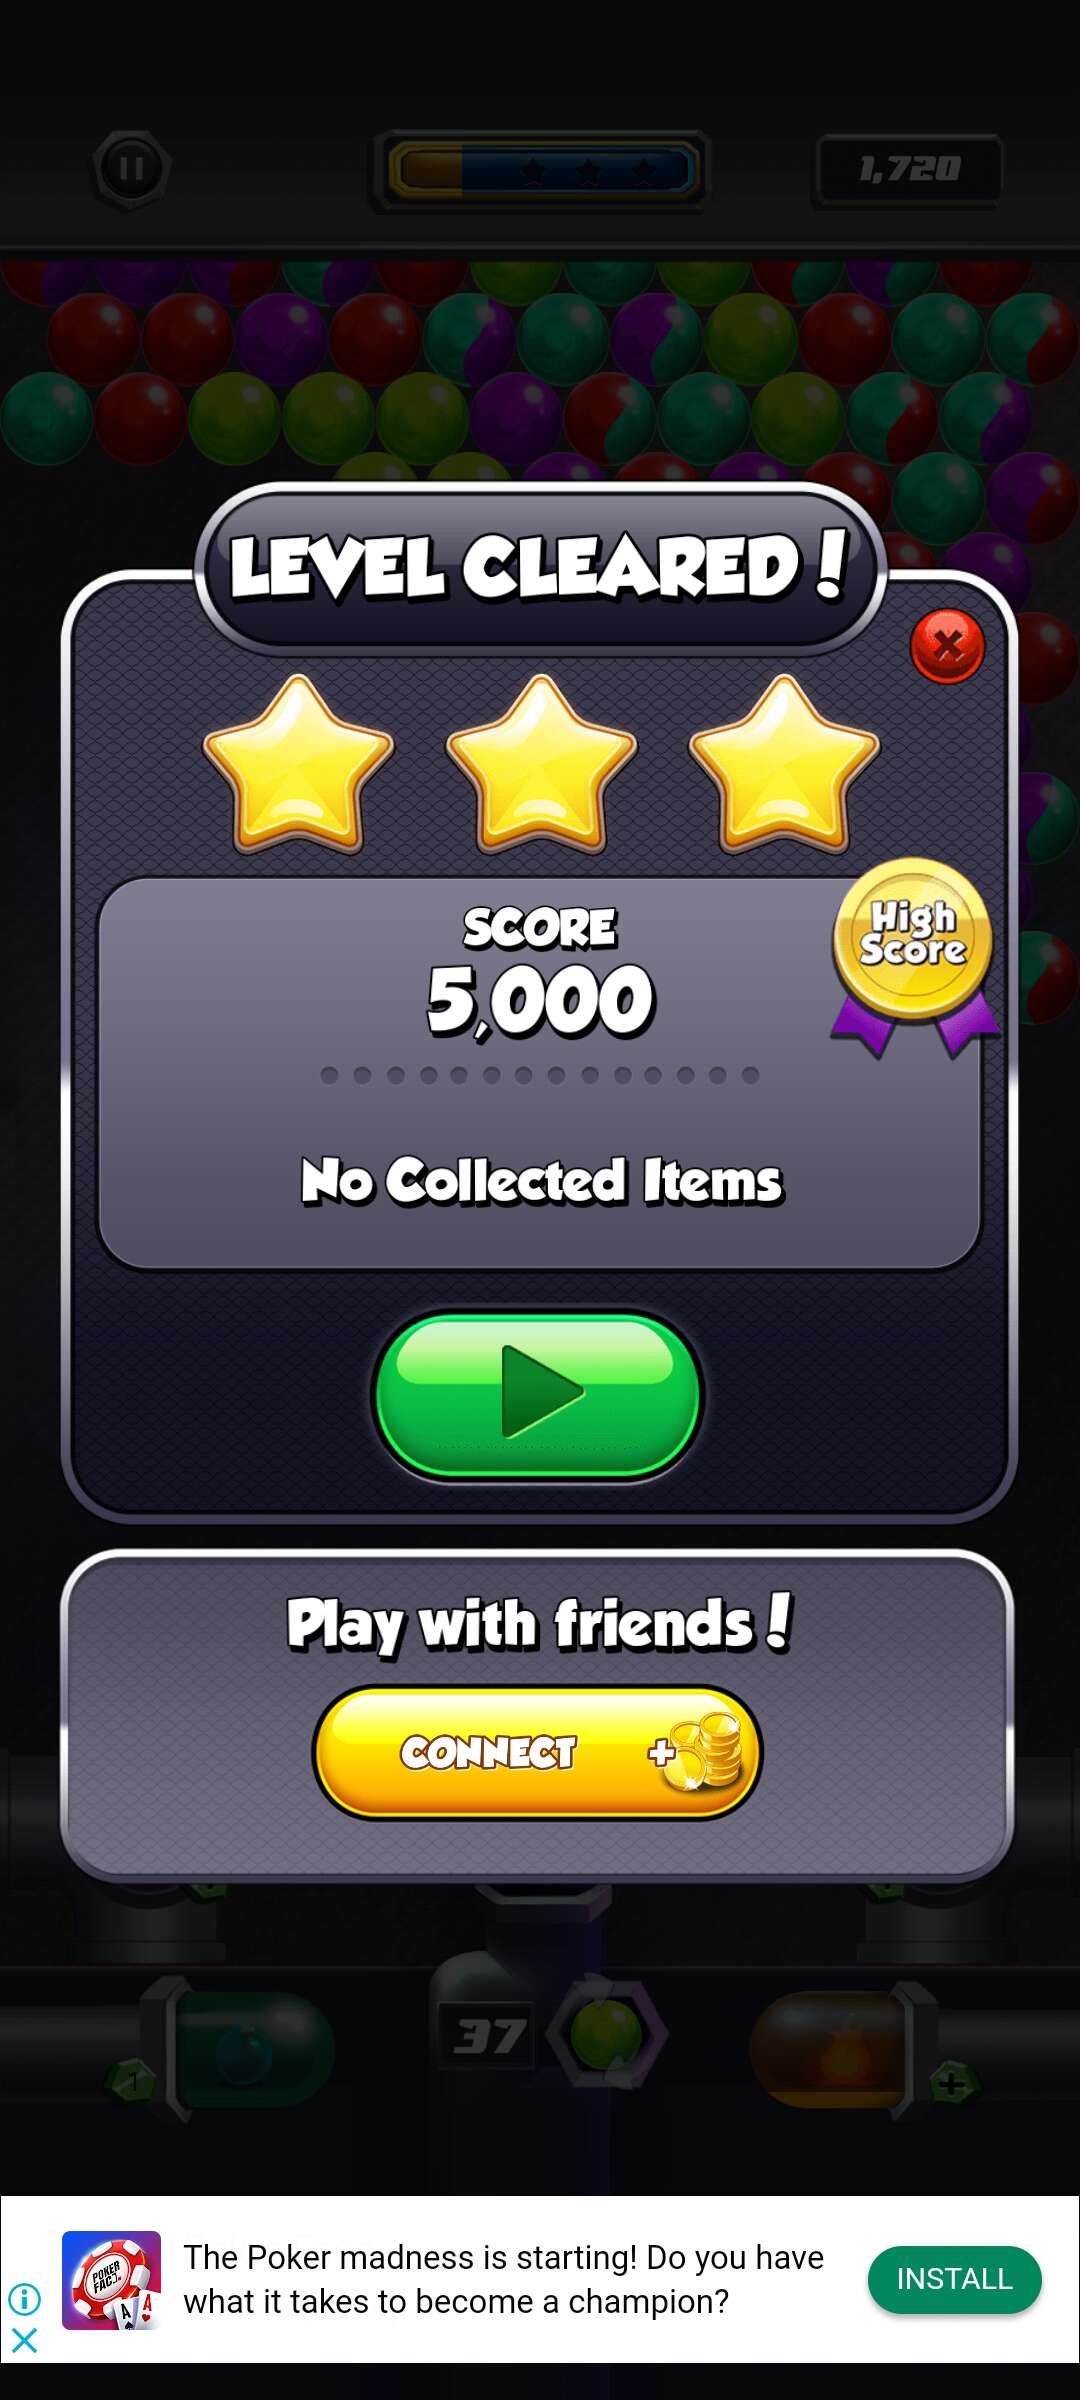 1,720
LEVEL CLEARED!
SCORE
5,000
High
Score
No Collected Items
Play with friends!
CONNECT +
37
1
+
POKER
The Poker madness is starting! Do you have
what it takes to become a champion?
INSTALL